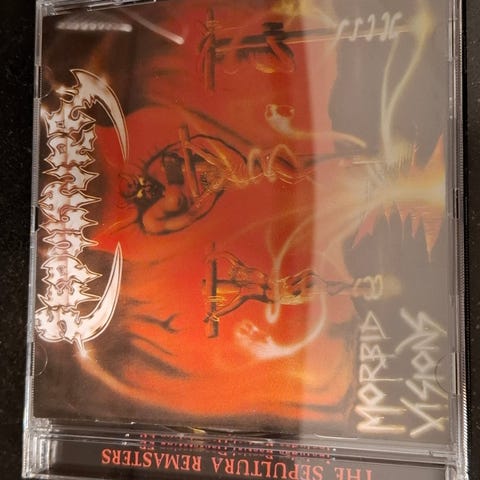 SEPULTURA
MORBID
VISIONS
THE SEPULTURA REMASTERS